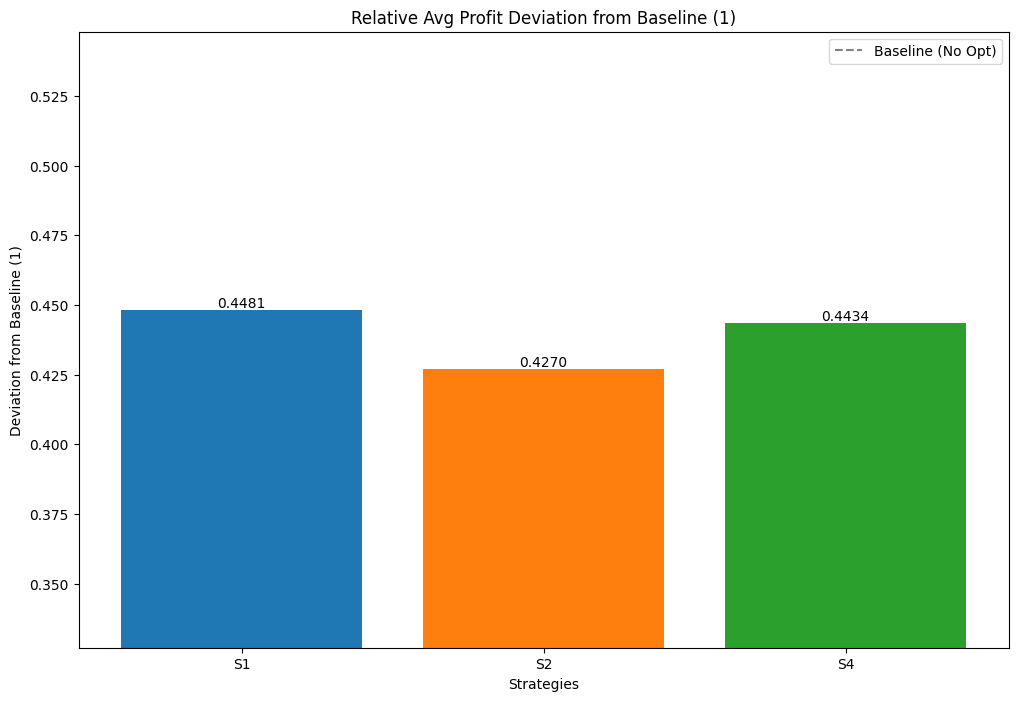 Relative Avg Profit Deviation from Baseline (1)
Baseline (No Opt)
Deviation from Baseline (1)
0.525
0.500
0.475
0.450
0.425
0.400
0.375
0.350
0.4481
0.4270
0.4434
S1
S2
S4
Strategies